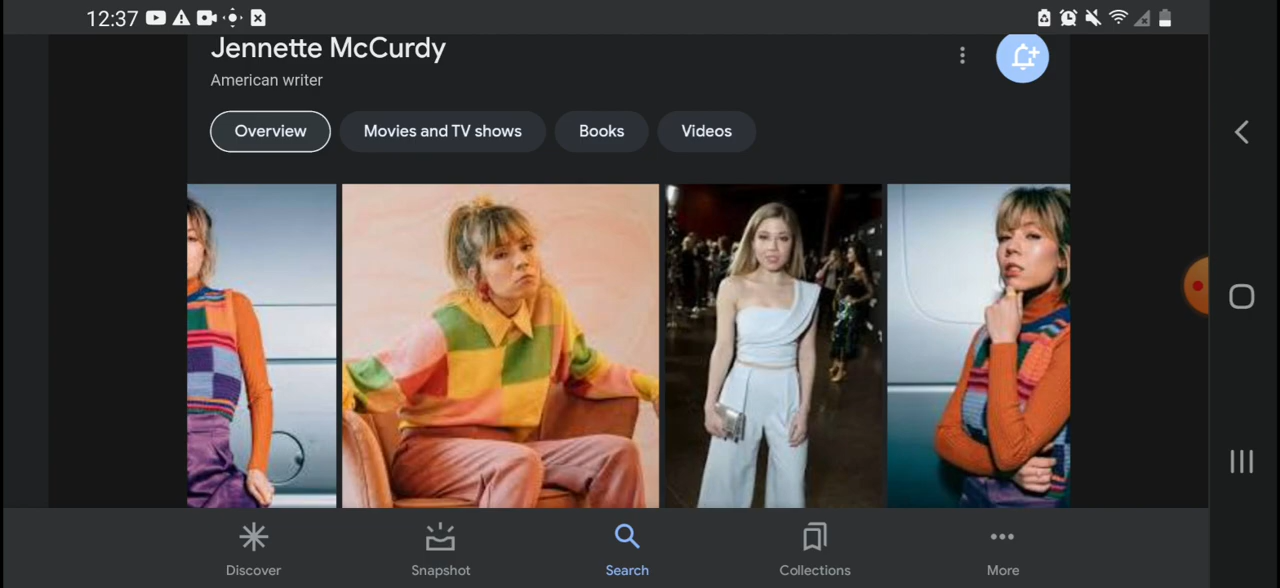 12:37
Jennette McCurdy
American writer
Overview
Movies and TV shows
Books
Videos
Discover
Snapshot
Search
Collections
More